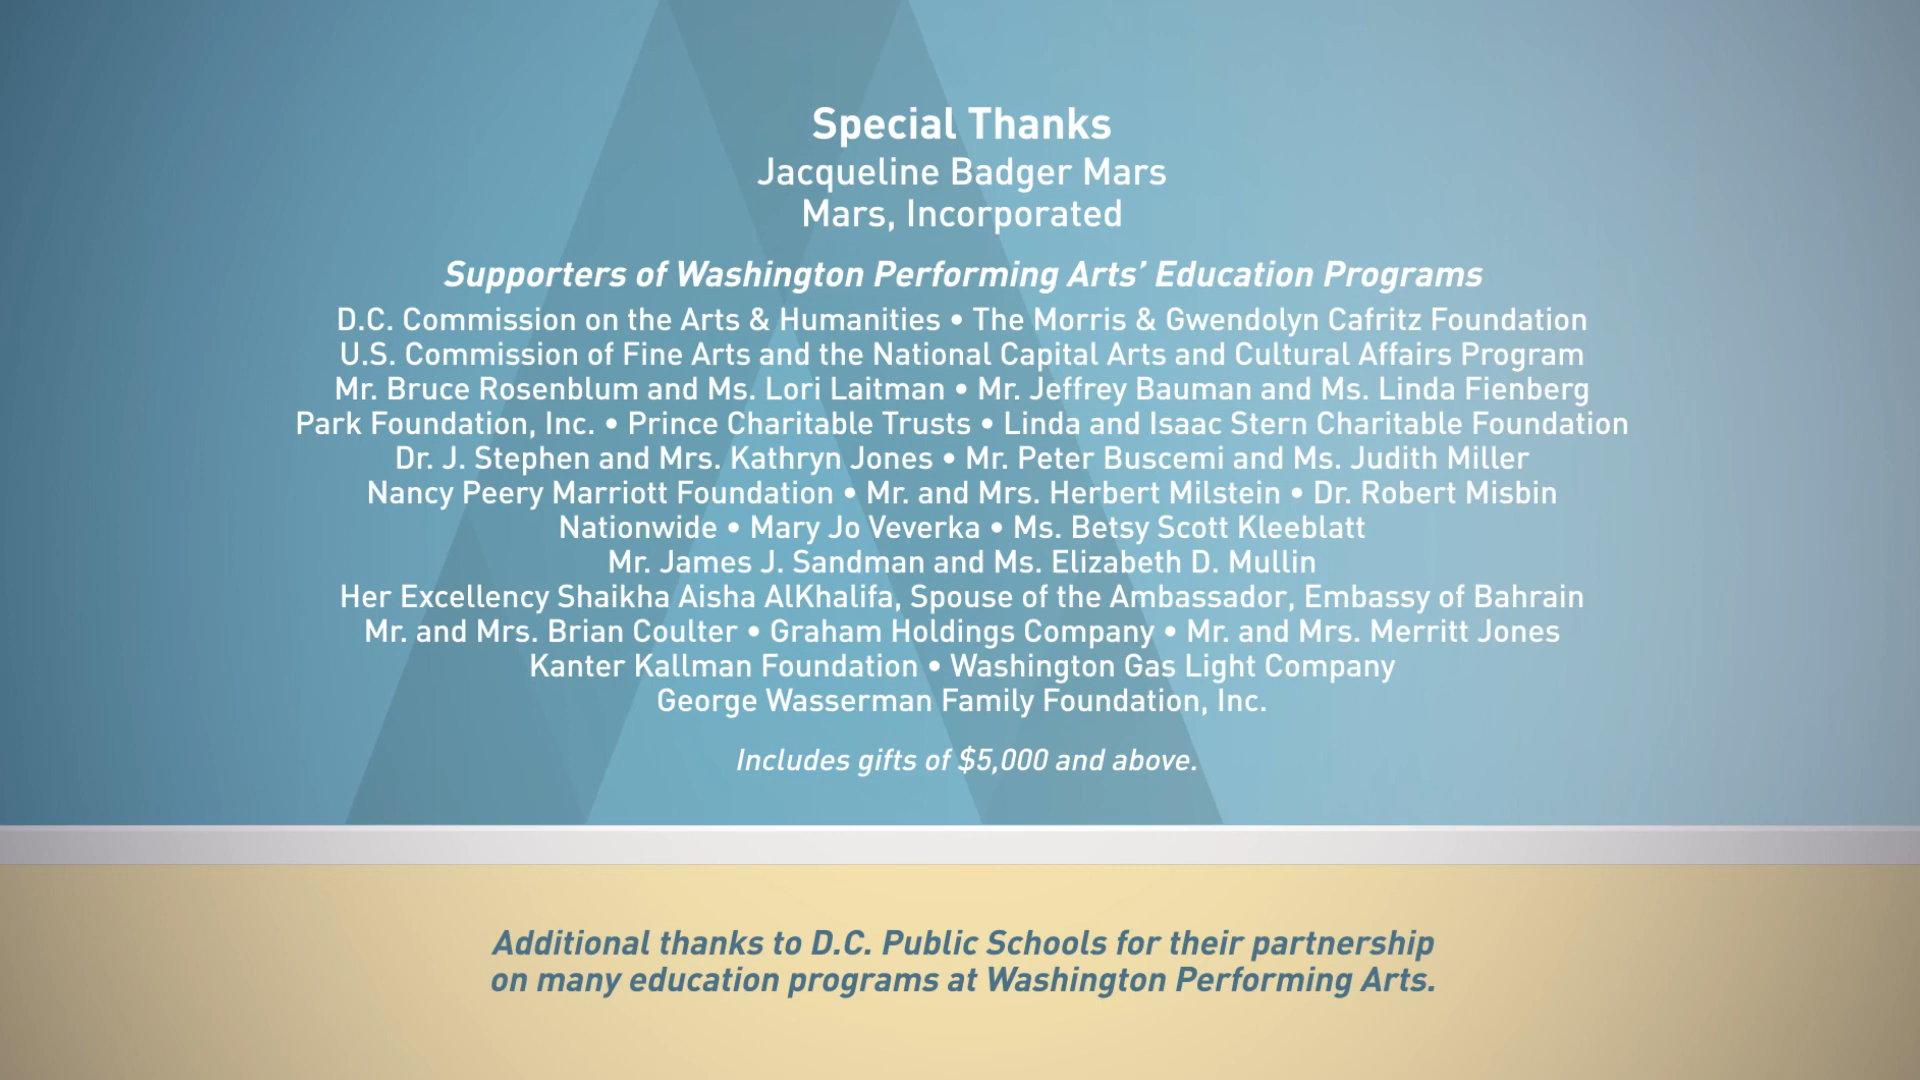 Special Thanks
Jacqueline Badger Mars
Mars, Incorporated
Supporters of Washington Performing Arts’ Education Programs
D.C. Commission on the Arts & Humanities • The Morris & Gwendolyn Cafritz Foundation
U.S. Commission of Fine Arts and the National Capital Arts and Cultural Affairs Program
Mr. Bruce Rosenblum and Ms. Lori Laitman • Mr. Jeffrey Bauman and Ms. Linda Fienberg
Park Foundation, Inc. • Prince Charitable Trusts • Linda and Isaac Stern Charitable Foundation
Dr. J. Stephen and Mrs. Kathryn Jones • Mr. Peter Buscemi and Ms. Judith Miller
Nancy Peery Marriott Foundation • Mr. and Mrs. Herbert Milstein • Dr. Robert Misbin
Nationwide • Mary Jo Veverka • Ms. Betsy Scott Kleeblatt
Mr. James J. Sandman and Ms. Elizabeth D. Mullin
Her Excellency Shaikha Aisha AlKhalifa, Spouse of the Ambassador, Embassy of Bahrain
Mr. and Mrs. Brian Coulter • Graham Holdings Company • Mr. and Mrs. Merritt Jones
Kanter Kallman Foundation • Washington Gas Light Company
George Wasserman Family Foundation, Inc.
Includes gifts of $5,000 and above.
Additional thanks to D.C. Public Schools for their partnership
on many education programs at Washington Performing Arts.